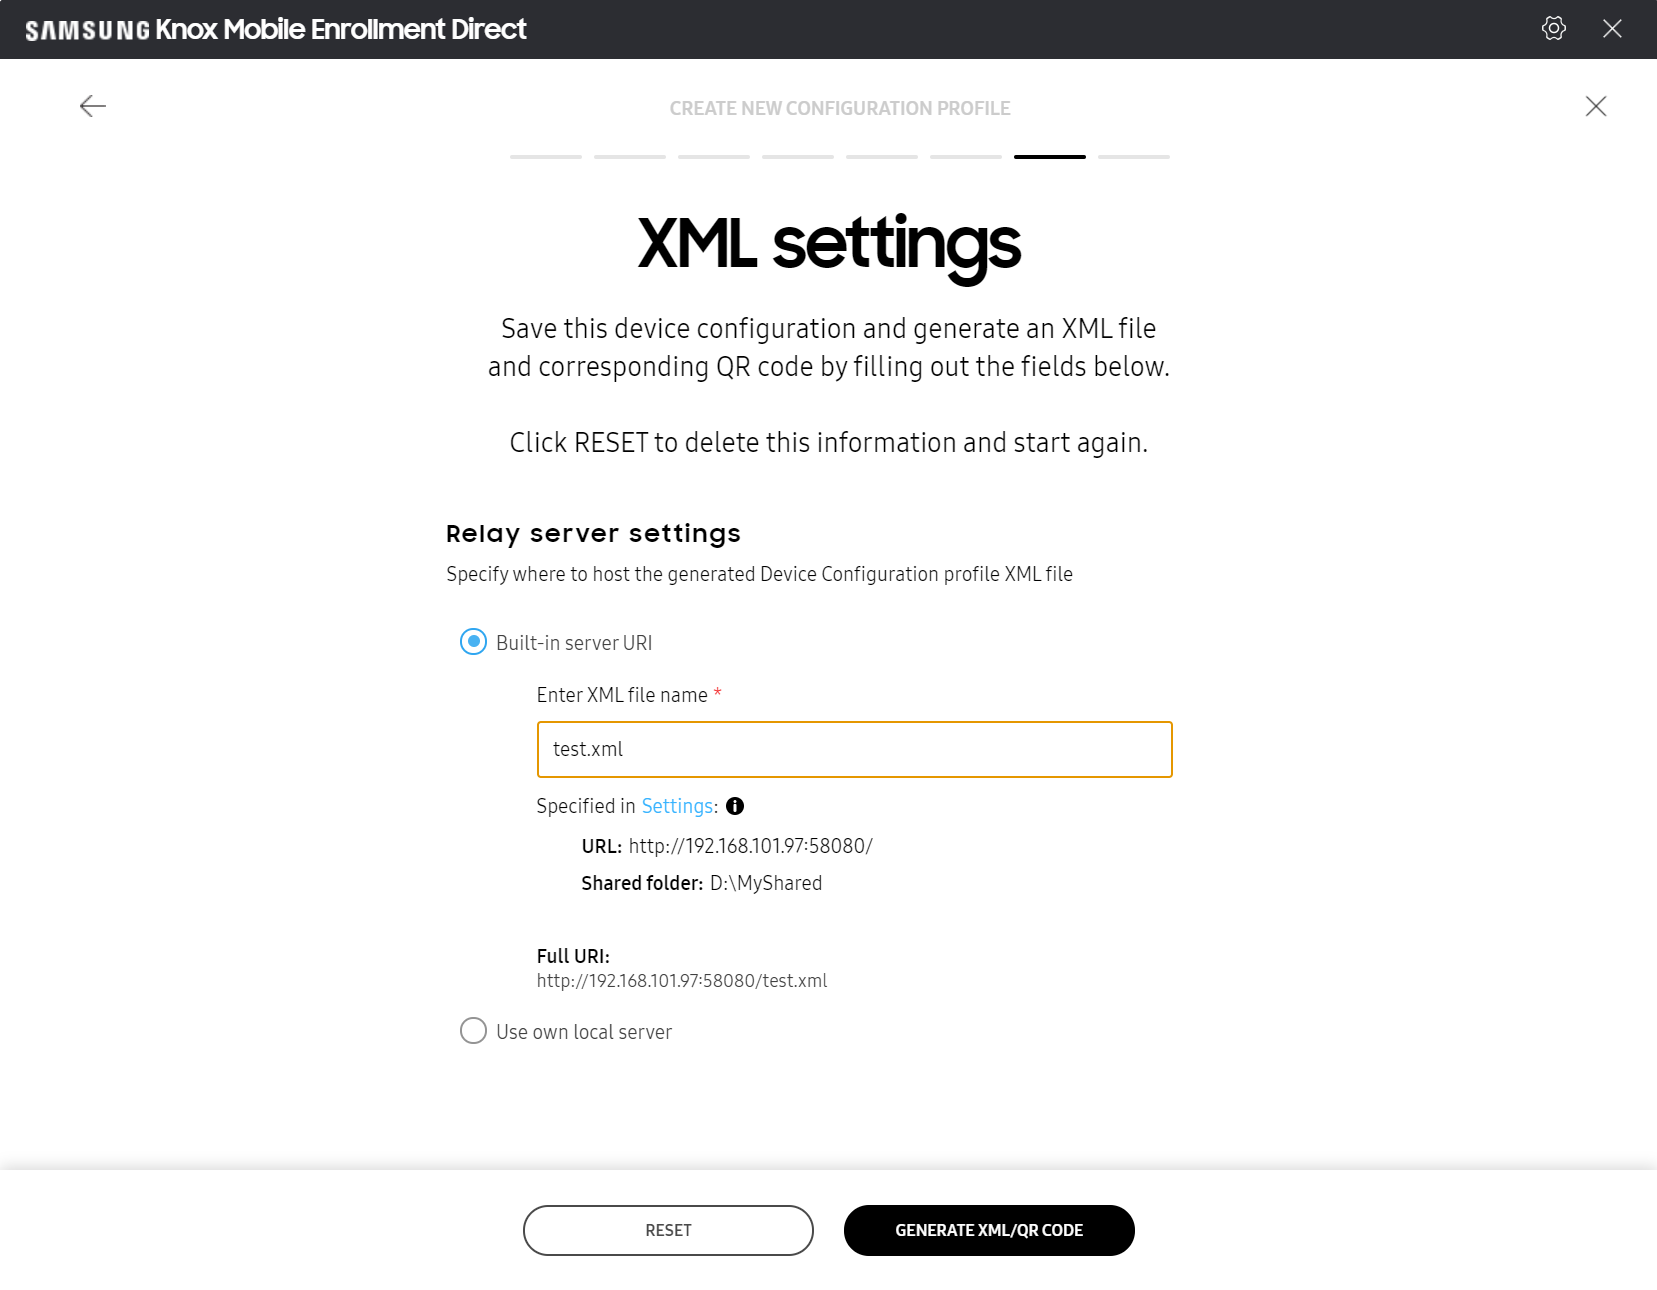 SAMSUNG Knox Mobile Enrollment Direct
CREATE NEW CONFIGURATION PROFILE
XML settings
Save this device configuration and generate an XML file
and corresponding QR code by filling out the fields below.
Click RESET to delete this information and start again.
Relay server settings
Specify where to host the generated Device Configuration profile XML file
Built-in server URI
Enter XML file name *
test.xml
Specified in Settings:
URL: http://192.168.101.97:58080/
Shared folder: D:\MyShared
Full URI:
http://192.168.101.97:58080/test.xml
Use own local server
RESET
GENERATE XML/QR CODE